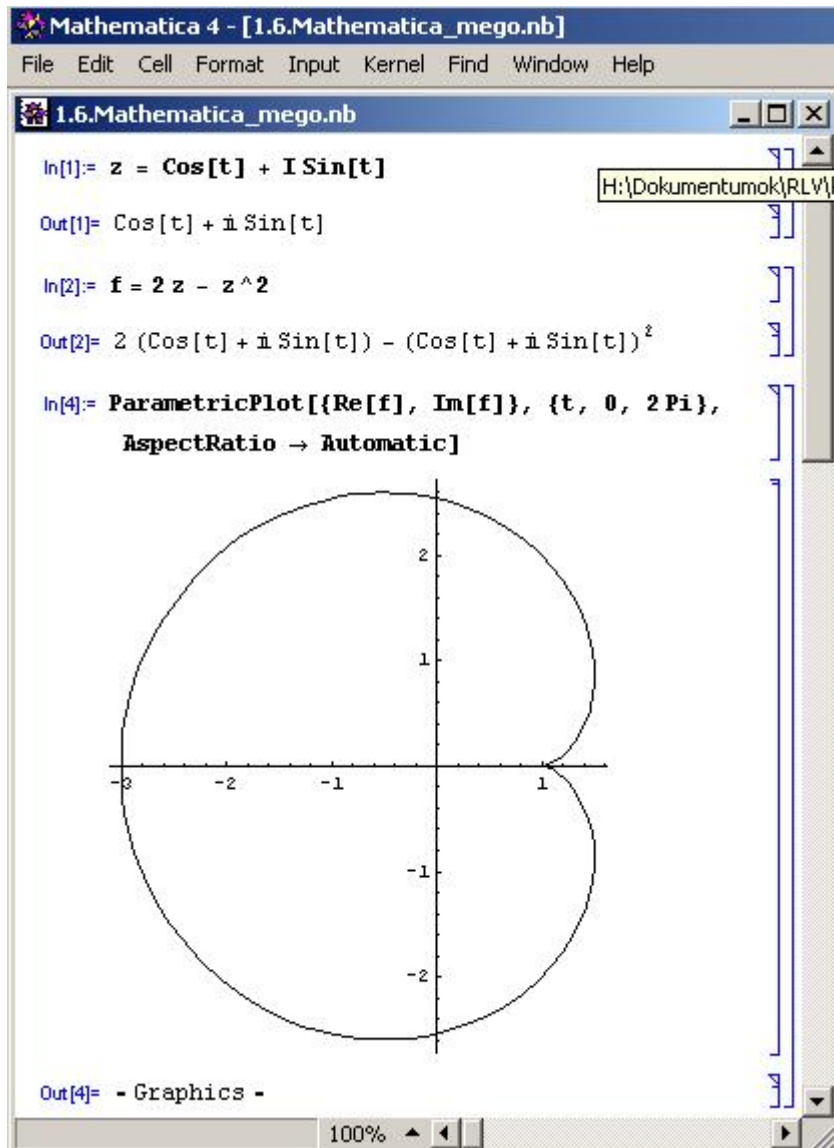 Mathematica 4 - [1.6.Mathematica_mego.nb]
File Edit Cell Format Input Kernel Find Window Help
1.6.Mathematica_mego.nb
In[1]:= z = Cos[t] + I Sin[t]
H:\Dokumentumok\RLV\
Out[1]= Cos[t] + ⅈ Sin[t]
In[2]:= f = 2 z - z^2
Out[2]= 2 (Cos[t] + ⅈ Sin[t]) - (Cos[t] + ⅈ Sin[t])²
In[4]:= ParametricPlot[{Re[f], Im[f]}, {t, 0, 2 Pi},
AspectRatio → Automatic]
2
1
-3 -2 -1 1
-1
-2
Out[4]= - Graphics -
100%